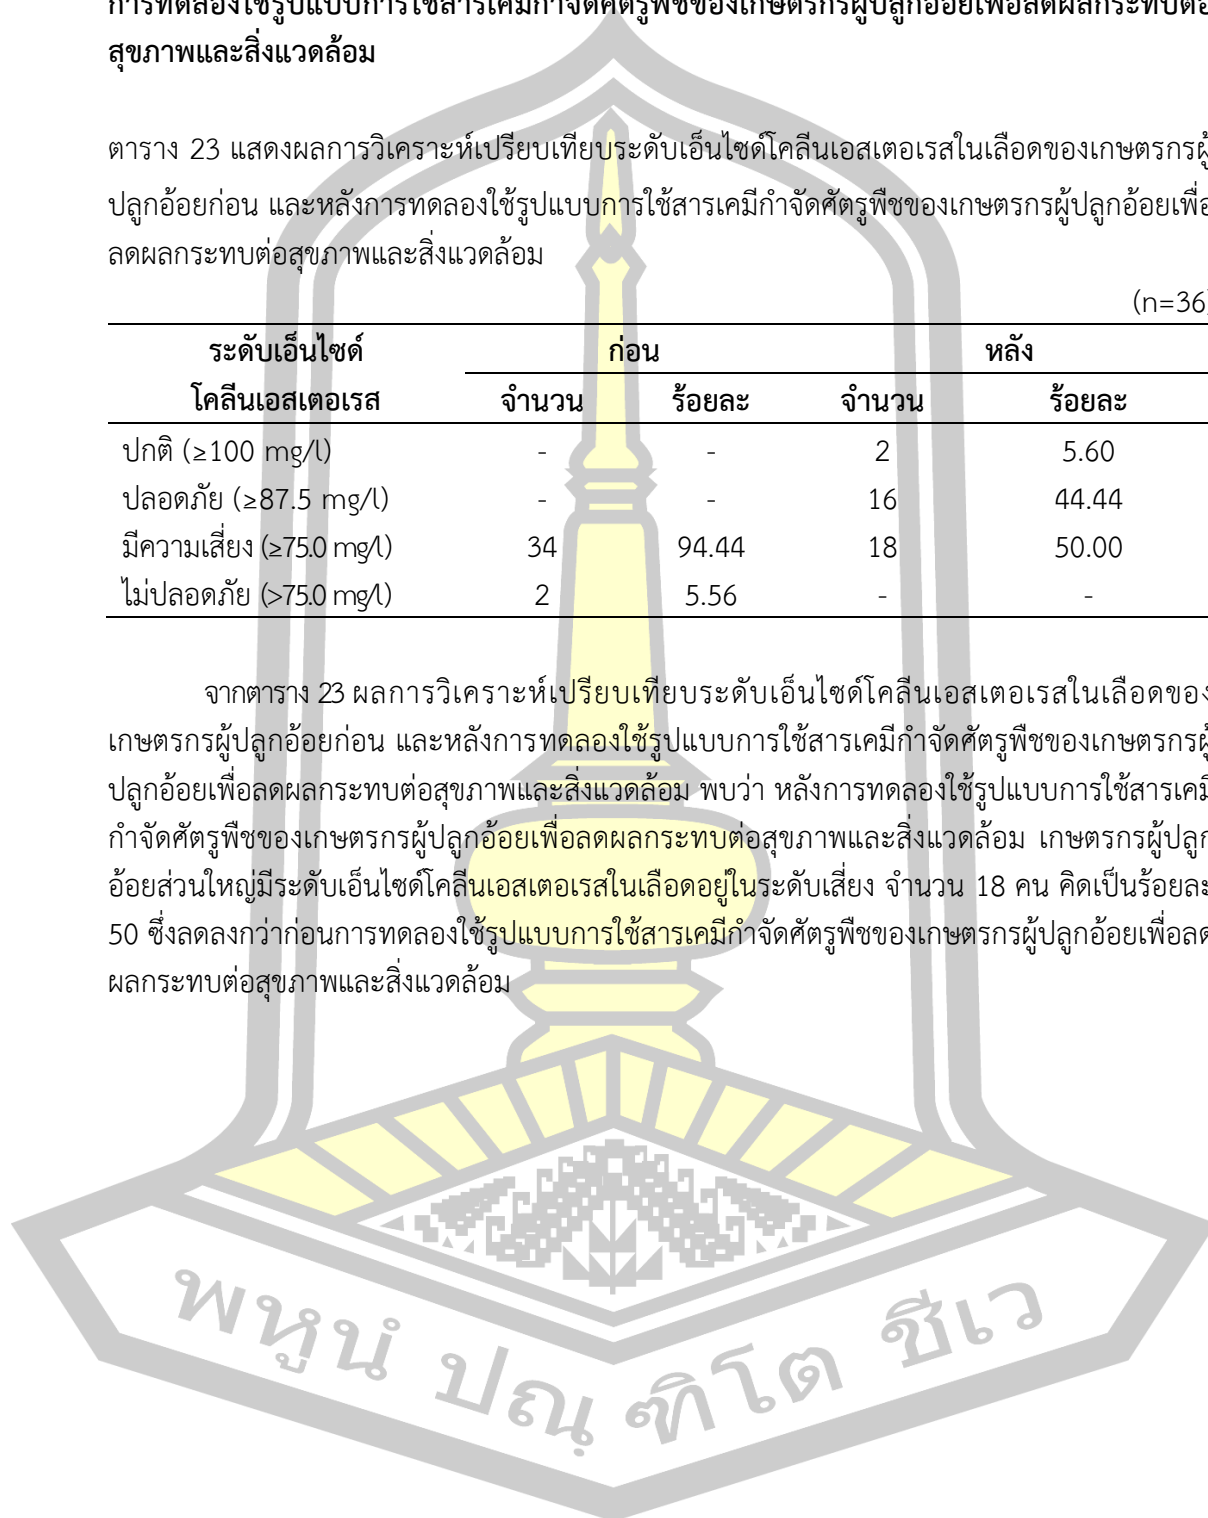 การทดลองใช้รูปแบบการใช้สารเคมีกำจัดศัตรูพืชของเกษตรกรผู้ปลูกอ้อยเพื่อลดผลกระทบต่อ
สุขภาพและสิ่งแวดล้อม
ตาราง 23 แสดงผลการวิเคราะห์เปรียบเทียบระดับเอ็นไซด์โคลีนเอสเตอเรสในเลือดของเกษตรกรผู้
ปลูกอ้อยก่อน และหลังการทดลองใช้รูปแบบการใช้สารเคมีกำจัดศัตรูพืชของเกษตรกรผู้ปลูกอ้อยเพื่อ
ลดผลกระทบต่อสุขภาพและสิ่งแวดล้อม
(n=36)
ระดับเอ็นไซด์ ก่อน หลัง
โคลีนเอสเตอเรส จำนวน ร้อยละ จำนวน ร้อยละ
ปกติ (≥100 mg/l) - - 2 5.60
ปลอดภัย (≥87.5 mg/l) - - 16 44.44
มีความเสี่ยง (≥75.0 mg/l) 34 94.44 18 50.00
ไม่ปลอดภัย (>75.0 mg/l) 2 5.56 - -
จากตาราง 23 ผลการวิเคราะห์เปรียบเทียบระดับเอ็นไซด์โคลีนเอสเตอเรสในเลือดของ
เกษตรกรผู้ปลูกอ้อยก่อน และหลังการทดลองใช้รูปแบบการใช้สารเคมีกำจัดศัตรูพืชของเกษตรกรผู้
ปลูกอ้อยเพื่อลดผลกระทบต่อสุขภาพและสิ่งแวดล้อม พบว่า หลังการทดลองใช้รูปแบบการใช้สารเคมี
กำจัดศัตรูพืชของเกษตรกรผู้ปลูกอ้อยเพื่อลดผลกระทบต่อสุขภาพและสิ่งแวดล้อม เกษตรกรผู้ปลูก
อ้อยส่วนใหญ่มีระดับเอ็นไซด์โคลีนเอสเตอเรสในเลือดอยู่ในระดับเสี่ยง จำนวน 18 คน คิดเป็นร้อยละ
50 ซึ่งลดลงกว่าก่อนการทดลองใช้รูปแบบการใช้สารเคมีกำจัดศัตรูพืชของเกษตรกรผู้ปลูกอ้อยเพื่อลด
ผลกระทบต่อสุขภาพและสิ่งแวดล้อม
พหูนํ ปณฺฑิโต ชีเว